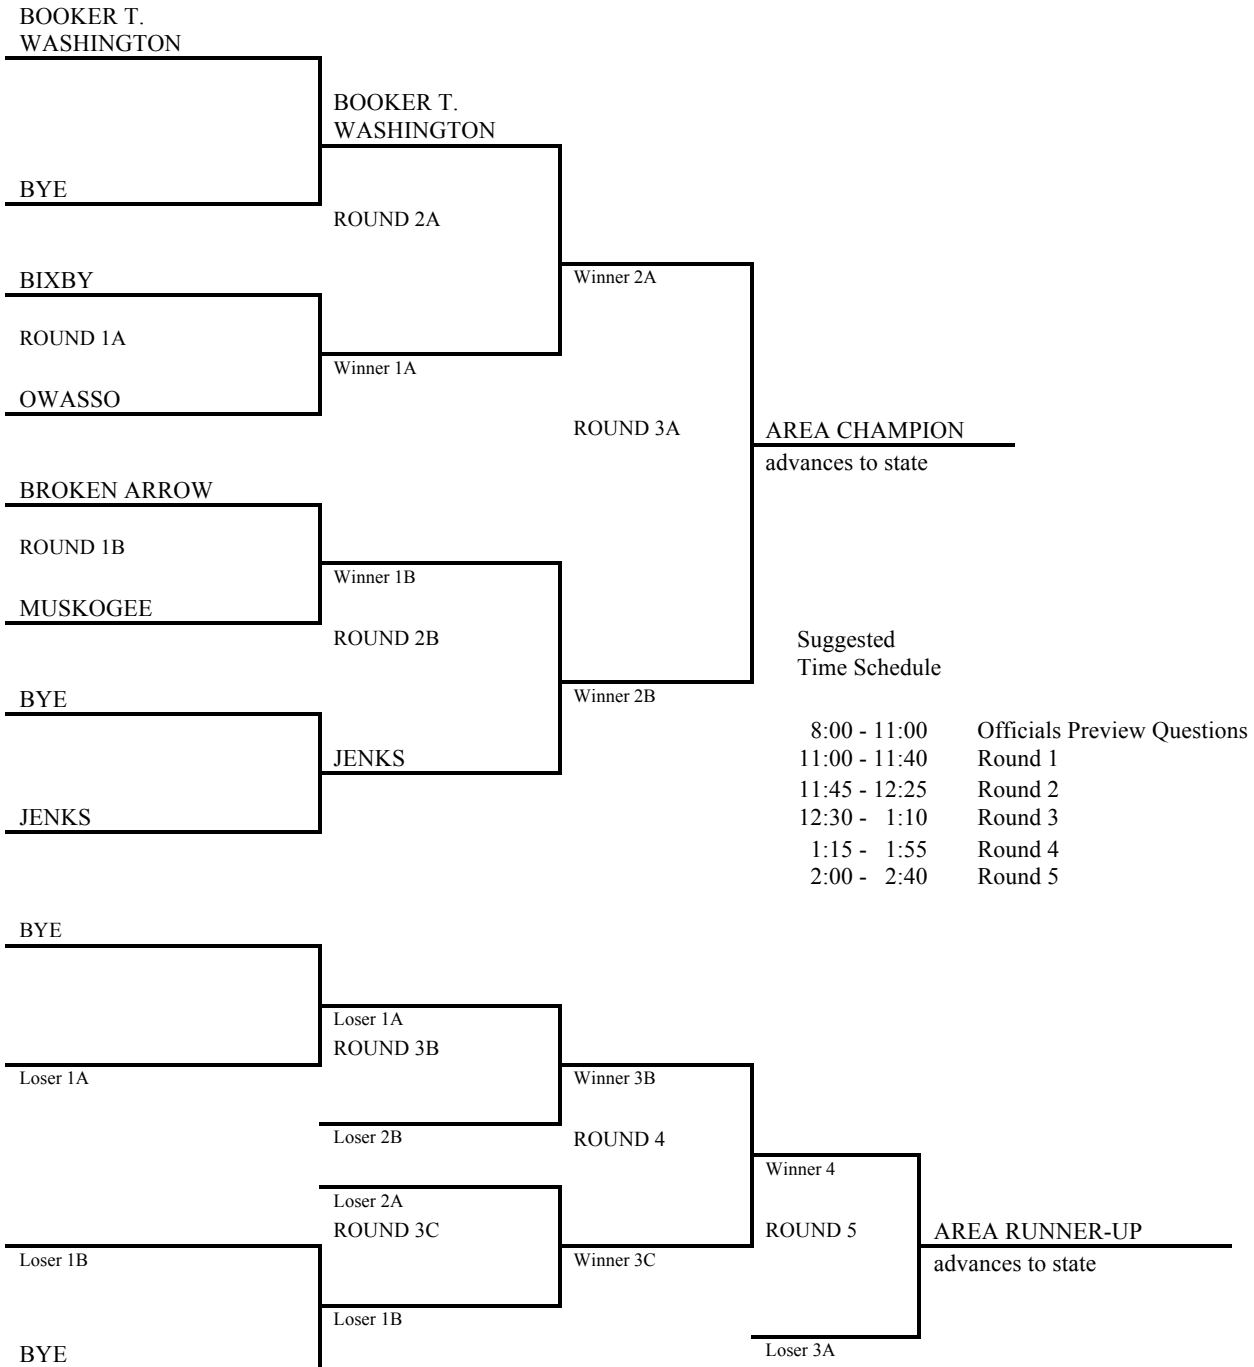 BOOKER T.
WASHINGTON
BOOKER T.
WASHINGTON
BYE
ROUND 2A
BIXBY
Winner 2A
ROUND 1A
Winner 1A
OWASSO
ROUND 3A
AREA CHAMPION
advances to state
BROKEN ARROW
ROUND 1B
Winner 1B
MUSKOGEE
ROUND 2B
Suggested
Time Schedule
BYE
Winner 2B
8:00 - 11:00 Officials Preview Questions
JENKS
11:00 - 11:40 Round 1
11:45 - 12:25 Round 2
JENKS
12:30 - 1:10 Round 3
1:15 - 1:55 Round 4
2:00 - 2:40 Round 5
BYE
Loser 1A
ROUND 3B
Loser 1A
Winner 3B
Loser 2B
ROUND 4
Winner 4
Loser 2A
ROUND 3C
ROUND 5
AREA RUNNER-UP
Loser 1B
Winner 3C
advances to state
Loser 1B
BYE
Loser 3A